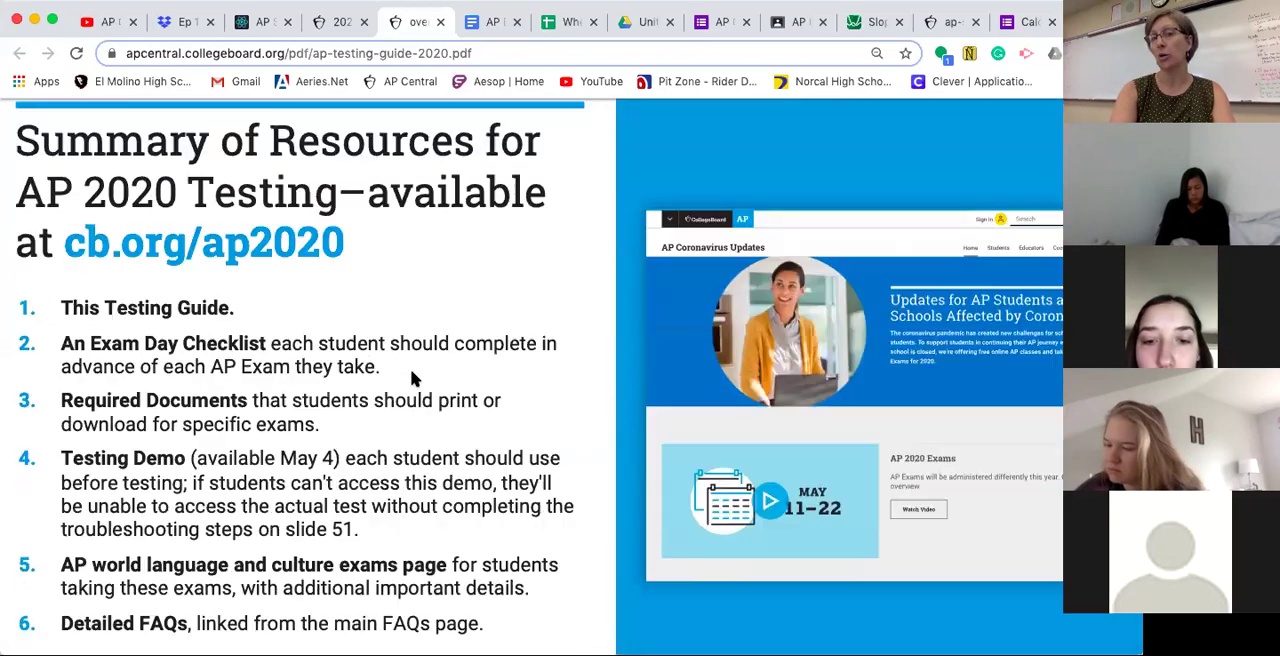 AP (
Ep 1
AP S
202
ove
AP I
Whe
Unit
AP (
AP I
Slop
ap-s
Calc
apcentral.collegeboard.org/pdf/ap-testing-guide-2020.pdf
1
Apps
El Molino High Sc...
Gmail
Aeries.Net
AP Central
Aesop | Home
YouTube
Pit Zone - Rider D...
Norcal High Scho...
Clever | Applicatio...
Summary of Resources for
AP 2020 Testing—available
at cb.org/ap2020
1. This Testing Guide.
2. An Exam Day Checklist each student should complete in
advance of each AP Exam they take.
3. Required Documents that students should print or
download for specific exams.
4. Testing Demo (available May 4) each student should use
before testing; if students can't access this demo, they'll
be unable to access the actual test without completing the
troubleshooting steps on slide 51.
5. AP world language and culture exams page for students
taking these exams, with additional important details.
6. Detailed FAQs, linked from the main FAQs page.
CollegeBoard AP
Sign in
Search
AP Coronavirus Updates
Home Students Educators
Updates for AP Students a
Schools Affected by Coron
The coronavirus pandemic has created new challenges for sch
students. To support students in continuing their AP journey
school is closed, we're offering free online AP classes and tak
Exams for 2020.
MAY
11–22
AP 2020 Exams
AP Exams will be administered differently this year.
overview
Watch Video
H